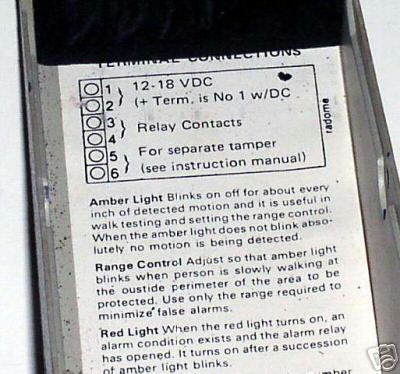 TERMINAL CONNECTIONS
1 12-18 VDC
2 (+ Term. is No 1 w/DC
3 Relay Contacts
4
5 For separate tamper
6 (see instruction manual)
radome
Amber Light Blinks on off for about every
inch of detected motion and it is useful in
walk testing and setting the range control.
When the amber light does not blink abso-
lutely no motion is being detected.
Range Control Adjust so that amber light
blinks when person is slowly walking at
the oustide perimeter of the area to be
protected. Use only the range required to
minimize false alarms.
Red Light When the red light turns on, an
alarm condition exists and the alarm relay
has opened. It turns on after a succession
of amber light blinks.
number